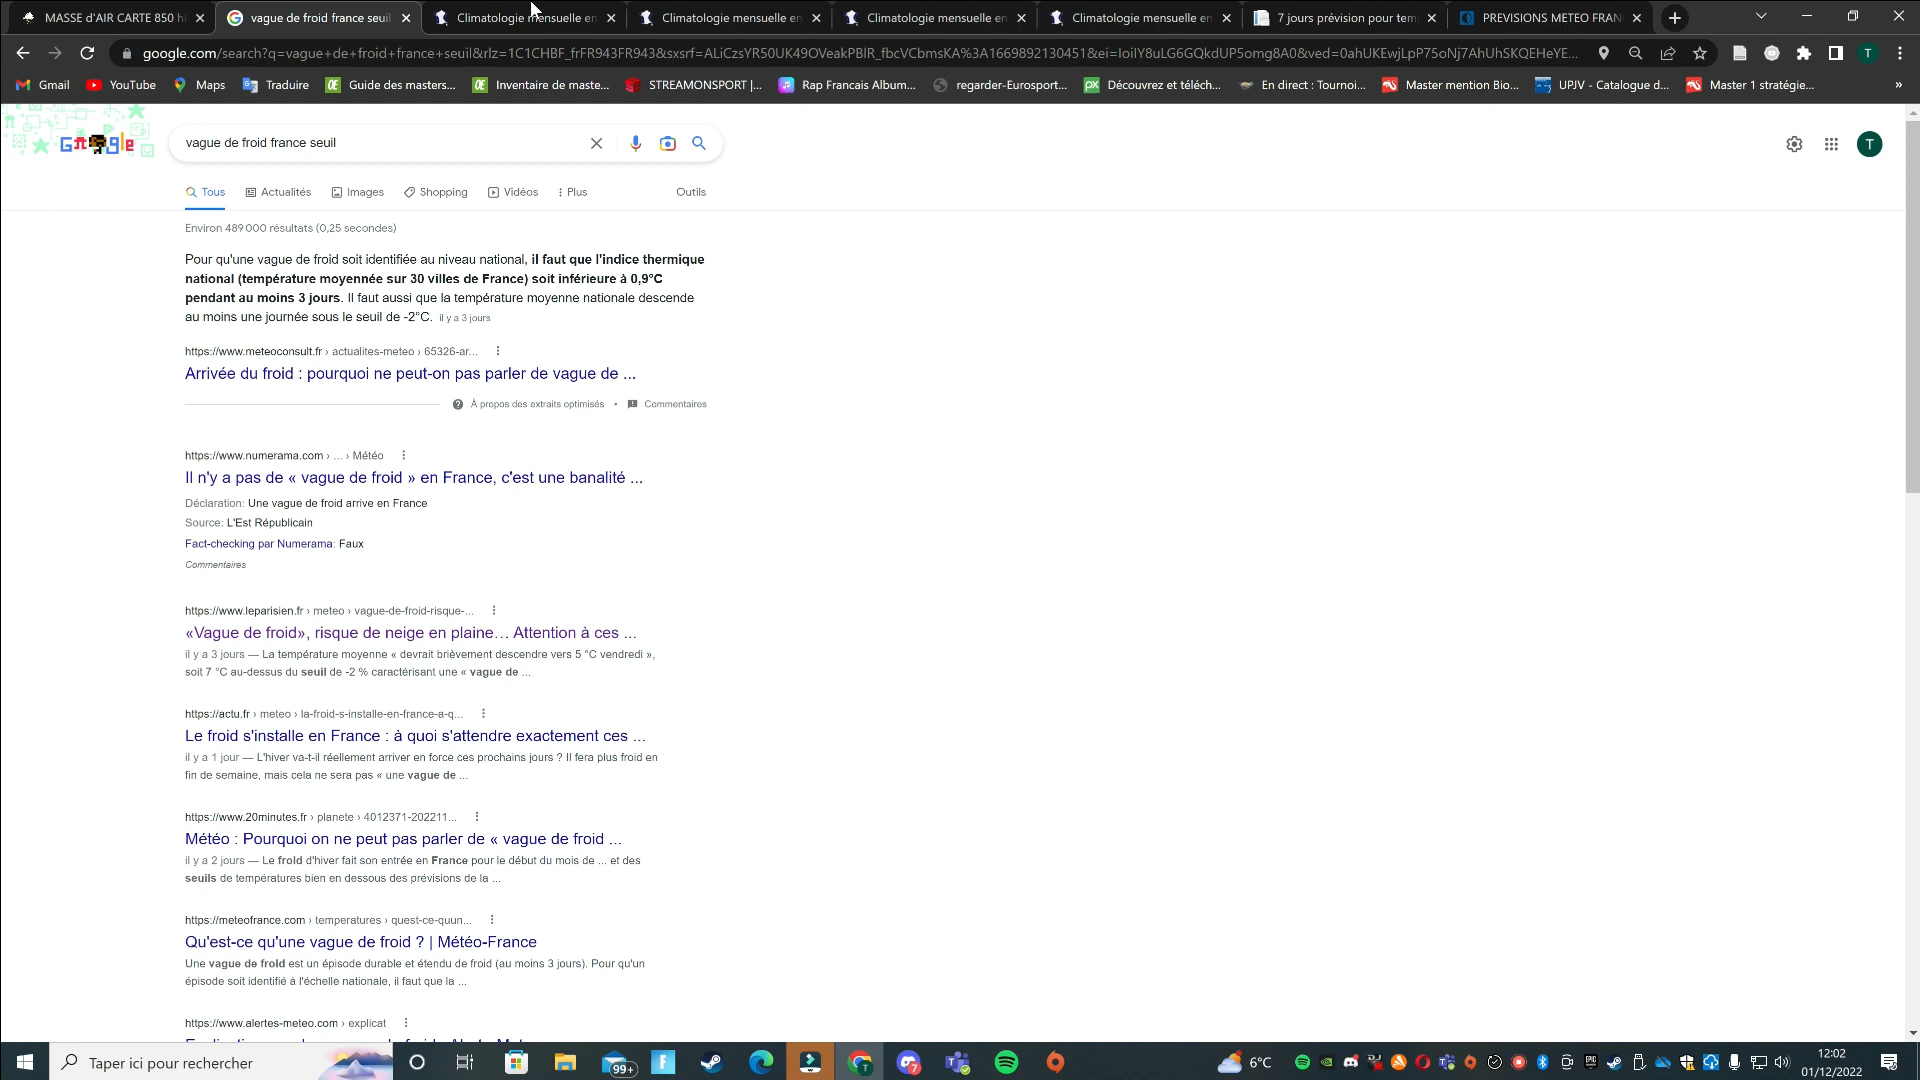 MASSE d'AIR CARTE 850 h
vague de froid france seuil
Climatologie mensuelle en
Climatologie mensuelle en
Climatologie mensuelle en
Climatologie mensuelle en
7 jours prévision pour tem
PREVISIONS METEO FRAN
google.com/search?q=vague+de+froid+france+seuil&rlz=1C1CHBF_frFR943FR943&sxsrf=ALiCzsYR50UK49OVeakPBlR_fbcVCbmsKA%3A1669892130451&ei=IoilY8uLG6GQkdUP5omg8A0&ved=0ahUKEwjLpP75oNj7AhUhSKQEHeYE...
Gmail
YouTube
Maps
Traduire
Guide des masters...
Inventaire de maste...
STREAMONSPORT |...
Rap Francais Album...
regarder-Eurosport...
Découvrez et téléch...
En direct : Tournoi...
Master mention Bio...
UPJV - Catalogue d...
Master 1 stratégie...
»
vague de froid france seuil
T
Tous
Actualités
Images
Shopping
Vidéos
Plus
Outils
Environ 489 000 résultats (0,25 secondes)
Pour qu'une vague de froid soit identifiée au niveau national, il faut que l'indice thermique
national (température moyennée sur 30 villes de France) soit inférieure à 0,9°C
pendant au moins 3 jours. Il faut aussi que la température moyenne nationale descende
au moins une journée sous le seuil de -2°C. il y a 3 jours
https://www.meteoconsult.fr › actualites-meteo › 65326-ar...
Arrivée du froid : pourquoi ne peut-on pas parler de vague de ...
À propos des extraits optimisés • Commentaires
https://www.numerama.com › ... › Météo
Il n'y a pas de « vague de froid » en France, c'est une banalité ...
Déclaration: Une vague de froid arrive en France
Source: L'Est Républicain
Fact-checking par Numerama: Faux
Commentaires
https://www.leparisien.fr › meteo › vague-de-froid-risque-...
«Vague de froid», risque de neige en plaine… Attention à ces ...
il y a 3 jours — La température moyenne « devrait brièvement descendre vers 5 °C vendredi »,
soit 7 °C au-dessus du seuil de -2 % caractérisant une « vague de ...
https://actu.fr › meteo › la-froid-s-installe-en-france-a-q...
Le froid s'installe en France : à quoi s'attendre exactement ces ...
il y a 1 jour — L'hiver va-t-il réellement arriver en force ces prochains jours ? Il fera plus froid en
fin de semaine, mais cela ne sera pas « une vague de ...
https://www.20minutes.fr › planete › 4012371-202211...
Météo : Pourquoi on ne peut pas parler de « vague de froid ...
il y a 2 jours — Le froid d'hiver fait son entrée en France pour le début du mois de ... et des
seuils de températures bien en dessous des prévisions de la ...
https://meteofrance.com › temperatures › quest-ce-quun...
Qu'est-ce qu'une vague de froid ? | Météo-France
Une vague de froid est un épisode durable et étendu de froid (au moins 3 jours). Pour qu'un
épisode soit identifié à l'échelle nationale, il faut que la ...
https://www.alertes-meteo.com › explicat
Taper ici pour rechercher
99+
6°C
12:02
01/12/2022